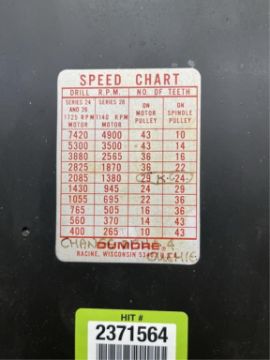 SPEED CHART
DRILL R.P.M. NO. OF TEETH
SERIES 24 AND 26 1725 RPM MOTOR SERIES 28 1140 RPM MOTOR ON MOTOR PULLEY ON SPINDLE PULLEY
7420 4900 43 10
5300 3500 43 14
3880 2565 36 16
2825 1870 36 22
2085 1380 29 24
1430 945 24 29
1055 695 22 36
765 505 16 36
560 370 14 43
400 265 10 43
DUMORE
RACINE, WISCONSIN
HIT #
2371564